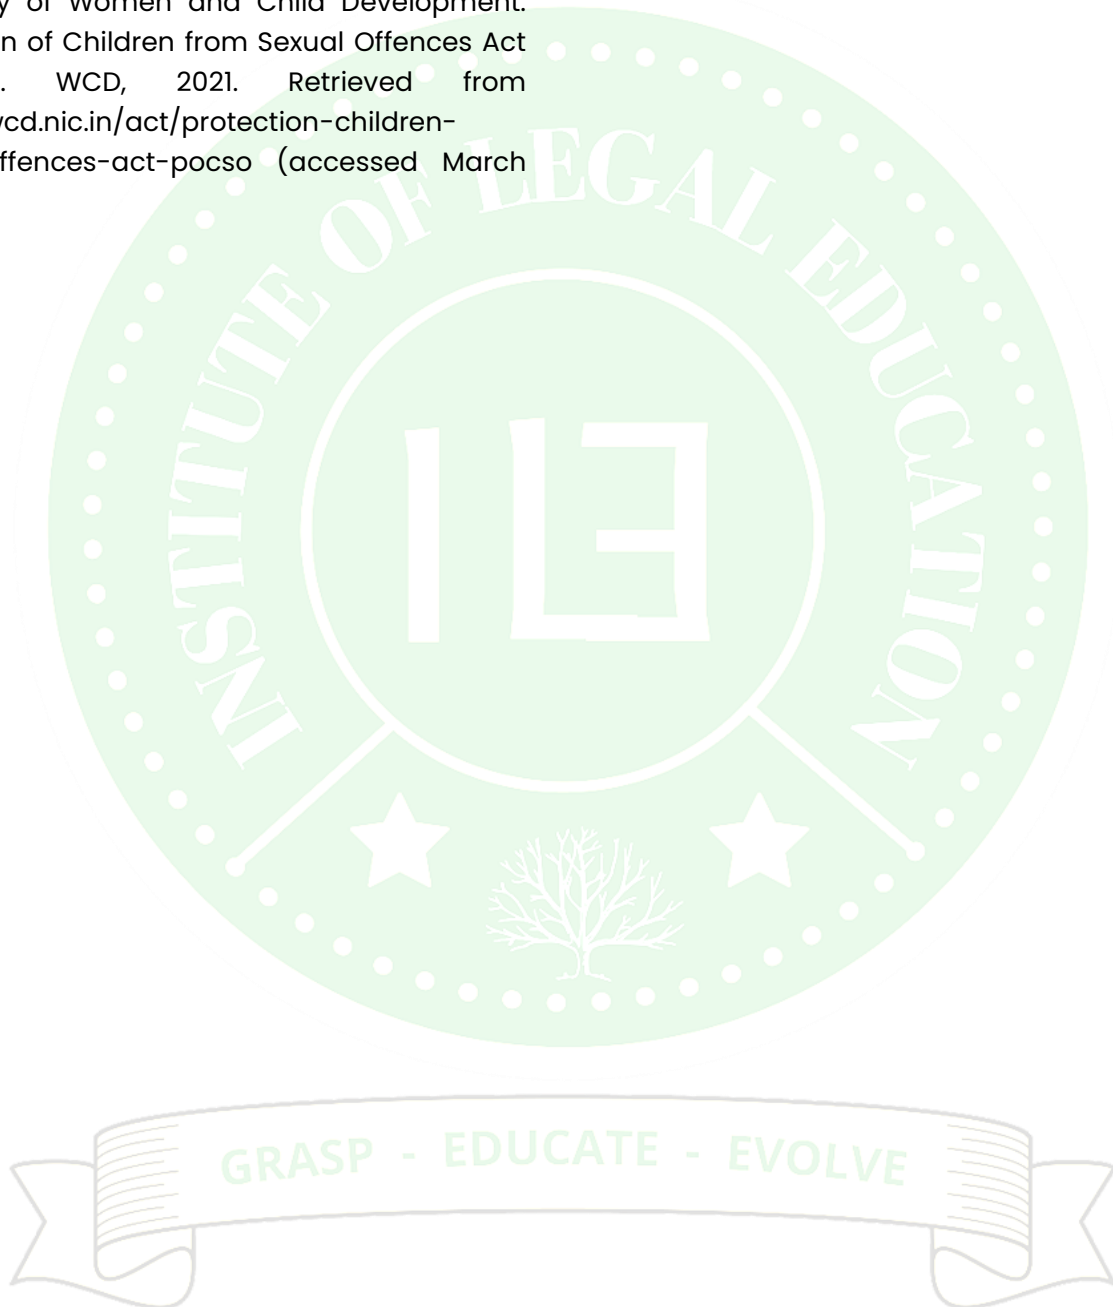 y of Women and Child Development.
n of Children from Sexual Offences Act
. WCD, 2021. Retrieved from
wcd.nic.in/act/protection-children-
ffences-act-pocso (accessed March
INSTITUTE OF LEGAL EDUCATION
ILE
GRASP - EDUCATE - EVOLVE